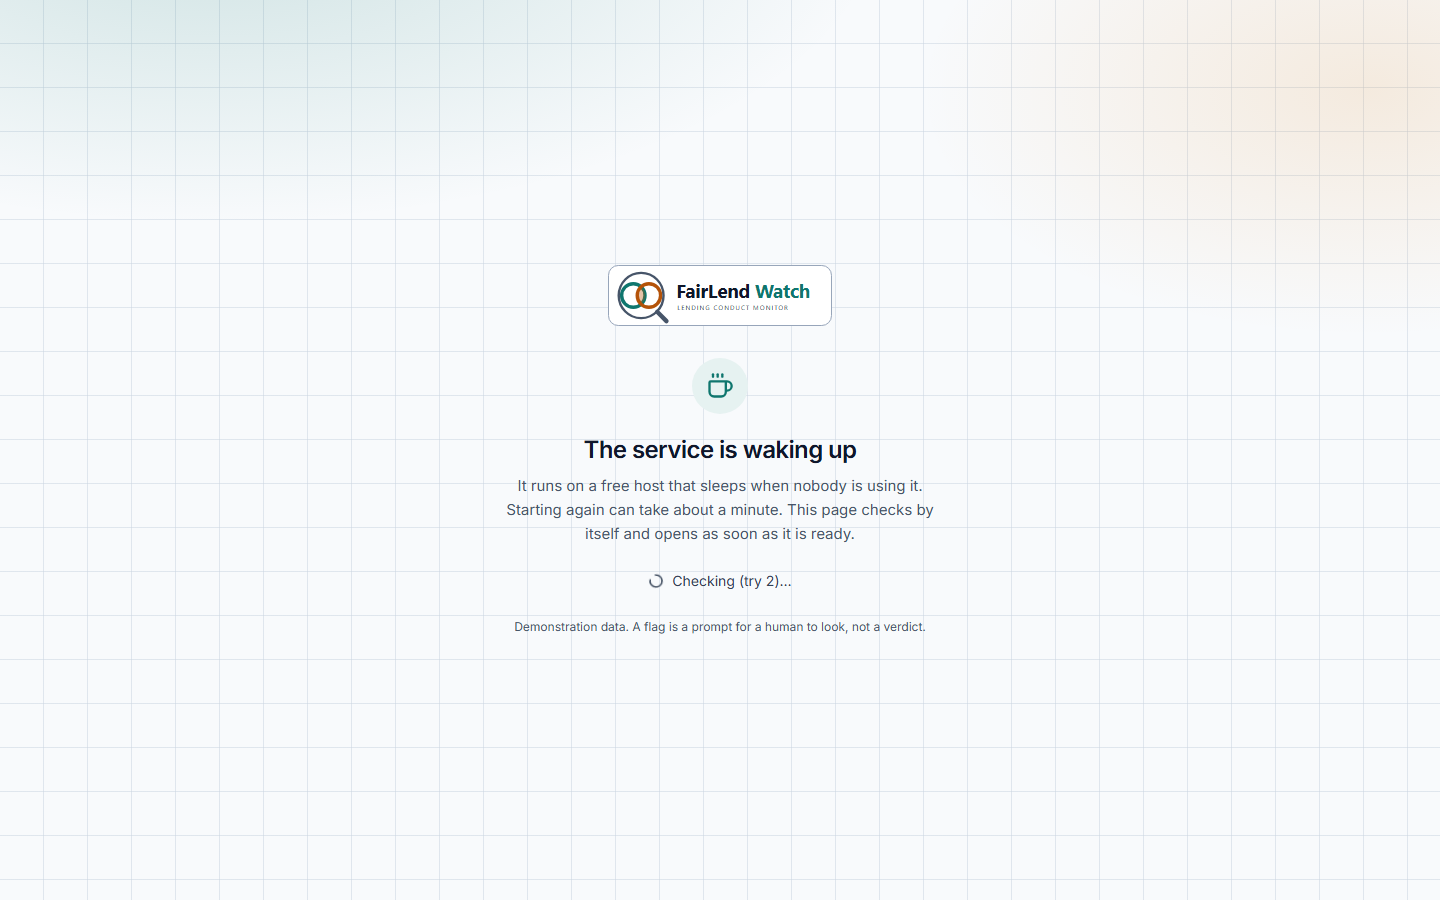 FairLend Watch
LENDING CONDUCT MONITOR
The service is waking up
It runs on a free host that sleeps when nobody is using it.
Starting again can take about a minute. This page checks by
itself and opens as soon as it is ready.
Checking (try 2)...
Demonstration data. A flag is a prompt for a human to look, not a verdict.